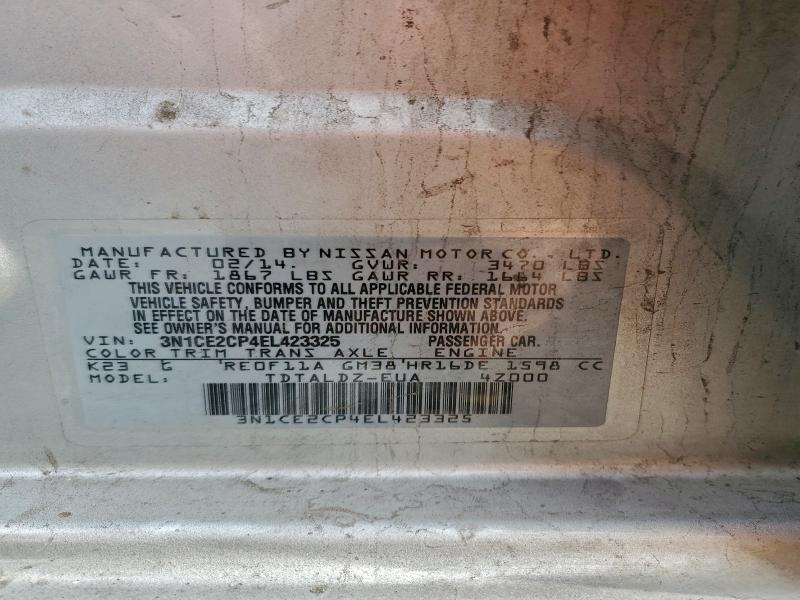 MANUFACTURED BY NISSAN MOTOR CO., LTD.
DATE: 02/14. GVWR: 3470 LBS
GAWR FR: 1867 LBS GAWR RR: 1664 LBS
THIS VEHICLE CONFORMS TO ALL APPLICABLE FEDERAL MOTOR
VEHICLE SAFETY, BUMPER AND THEFT PREVENTION STANDARDS
IN EFFECT ON THE DATE OF MANUFACTURE SHOWN ABOVE.
SEE OWNER'S MANUAL FOR ADDITIONAL INFORMATION.
VIN: 3N1CE2CP4EL423325 PASSENGER CAR.
COLOR TRIM TRANS AXLE ENGINE
K23 G RE0F11A GM38 HR16DE 1598 CC
MODEL: TDTALDZ-EUA 4Z000
3N1CE2CP4EL423325